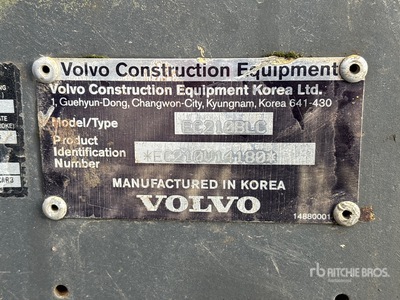 Volvo Construction Equipment
Volvo Construction Equipment Korea Ltd.
1, Guehyun-Dong, Changwon-City, Kyungnam, Korea 641-430
Model/Type EC210BLC
Product
Identification
Number
MANUFACTURED IN KOREA
VOLVO
14880001
rb RITCHIE BROS.